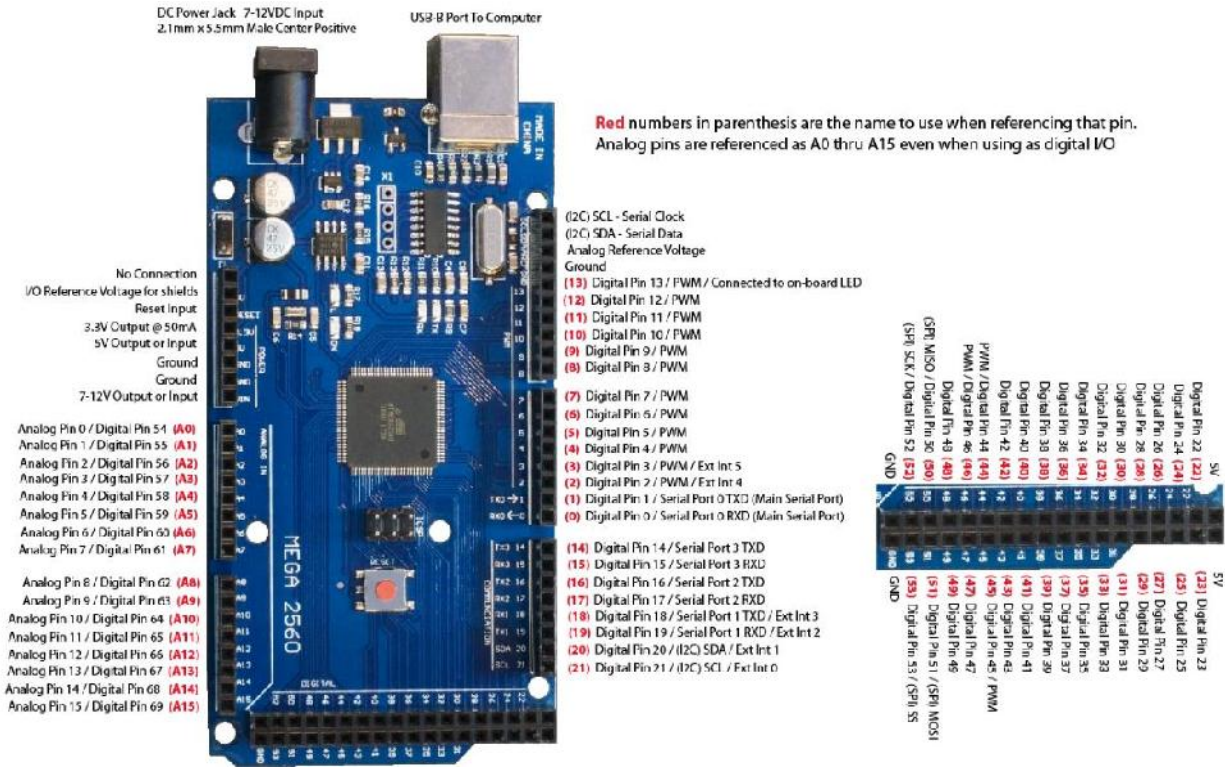 DC Power Jack 7-12VDC Input
2.1mm x 5.5mm Male Center Positive
USB-B Port To Computer
Red numbers in parenthesis are the name to use when referencing that pin.
Analog pins are referenced as A0 thru A15 even when using as digital I/O
MADE IN
CHINA
X1
No Connection
I/O Reference Voltage for shields
Reset Input
3.3V Output @ 50mA
5V Output or Input
Ground
Ground
7-12V Output or Input
Analog Pin 0 / Digital Pin 54 (A0)
Analog Pin 1 / Digital Pin 55 (A1)
Analog Pin 2 / Digital Pin 56 (A2)
Analog Pin 3 / Digital Pin 57 (A3)
Analog Pin 4 / Digital Pin 58 (A4)
Analog Pin 5 / Digital Pin 59 (A5)
Analog Pin 6 / Digital Pin 60 (A6)
Analog Pin 7 / Digital Pin 61 (A7)
Analog Pin 8 / Digital Pin 62 (A8)
Analog Pin 9 / Digital Pin 63 (A9)
Analog Pin 10 / Digital Pin 64 (A10)
Analog Pin 11 / Digital Pin 65 (A11)
Analog Pin 12 / Digital Pin 66 (A12)
Analog Pin 13 / Digital Pin 67 (A13)
Analog Pin 14 / Digital Pin 68 (A14)
Analog Pin 15 / Digital Pin 69 (A15)
POWER
ANALOG IN
MEGA 2560
ICSP
RESET
PWM
DIGITAL
(I2C) SCL - Serial Clock
(I2C) SDA - Serial Data
Analog Reference Voltage
Ground
(13) Digital Pin 13 / PWM / Connected to on-board LED
(12) Digital Pin 12 / PWM
(11) Digital Pin 11 / PWM
(10) Digital Pin 10 / PWM
(9) Digital Pin 9 / PWM
(8) Digital Pin 8 / PWM
(7) Digital Pin 7 / PWM
(6) Digital Pin 6 / PWM
(5) Digital Pin 5 / PWM
(4) Digital Pin 4 / PWM
(3) Digital Pin 3 / PWM / Ext Int 5
(2) Digital Pin 2 / PWM / Ext Int 4
(1) Digital Pin 1 / Serial Port 0 TXD (Main Serial Port)
(0) Digital Pin 0 / Serial Port 0 RXD (Main Serial Port)
(14) Digital Pin 14 / Serial Port 3 TXD
(15) Digital Pin 15 / Serial Port 3 RXD
(16) Digital Pin 16 / Serial Port 2 TXD
(17) Digital Pin 17 / Serial Port 2 RXD
(18) Digital Pin 18 / Serial Port 1 TXD / Ext Int 3
(19) Digital Pin 19 / Serial Port 1 RXD / Ext Int 2
(20) Digital Pin 20 / (I2C) SDA / Ext Int 1
(21) Digital Pin 21 / (I2C) SCL / Ext Int 0
GND
(SPI) SCK / Digital Pin 52 (52)
(SPI) MISO / Digital Pin 50 (50)
Digital Pin 48 (48)
PWM / Digital Pin 46 (46)
PWM / Digital Pin 44 (44)
Digital Pin 42 (42)
Digital Pin 40 (40)
Digital Pin 38 (38)
Digital Pin 36 (36)
Digital Pin 34 (34)
Digital Pin 32 (32)
Digital Pin 30 (30)
Digital Pin 28 (28)
Digital Pin 26 (26)
Digital Pin 24 (24)
Digital Pin 22 (22)
5V
GND
(53) Digital Pin 53 / (SPI) SS
(51) Digital Pin 51 / (SPI) MOSI
(49) Digital Pin 49
(47) Digital Pin 47
(45) Digital Pin 45 / PWM
(43) Digital Pin 43
(41) Digital Pin 41
(39) Digital Pin 39
(37) Digital Pin 37
(35) Digital Pin 35
(33) Digital Pin 33
(31) Digital Pin 31
(29) Digital Pin 29
(27) Digital Pin 27
(25) Digital Pin 25
(23) Digital Pin 23
5V